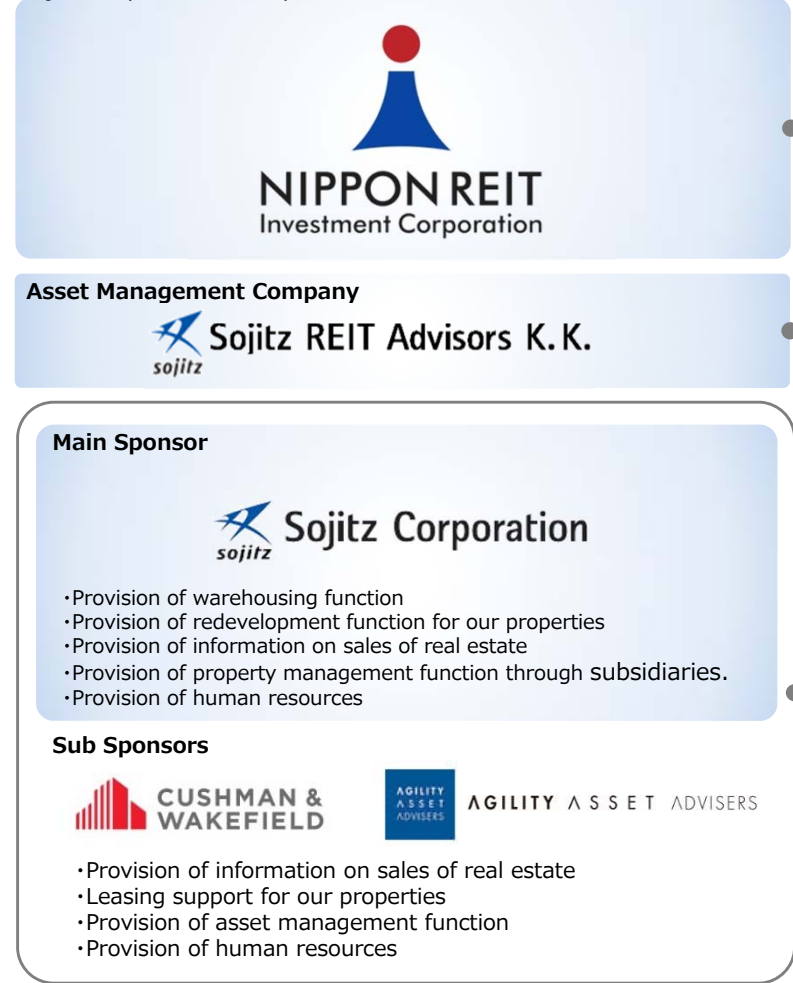 NIPPON REIT
Investment Corporation
Asset Management Company
sojitz Sojitz REIT Advisors K.K.
Main Sponsor
sojitz Sojitz Corporation
・Provision of warehousing function
・Provision of redevelopment function for our properties
・Provision of information on sales of real estate
・Provision of property management function through subsidiaries.
・Provision of human resources
Sub Sponsors
CUSHMAN &
WAKEFIELD
AGILITY
ASSET
ADVISERS
AGILITY ASSET ADVISERS
・Provision of information on sales of real estate
・Leasing support for our properties
・Provision of asset management function
・Provision of human resources